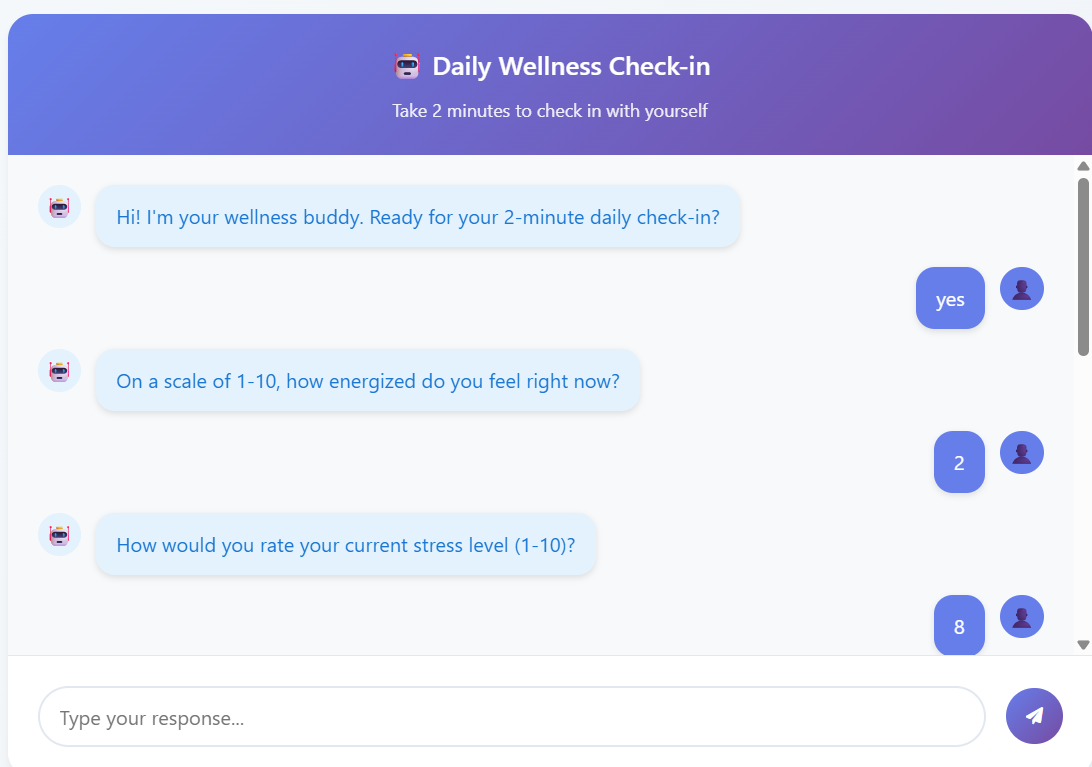 Daily Wellness Check-in
Take 2 minutes to check in with yourself
Hi! I'm your wellness buddy. Ready for your 2-minute daily check-in?
yes
On a scale of 1-10, how energized do you feel right now?
2
How would you rate your current stress level (1-10)?
8
Type your response...